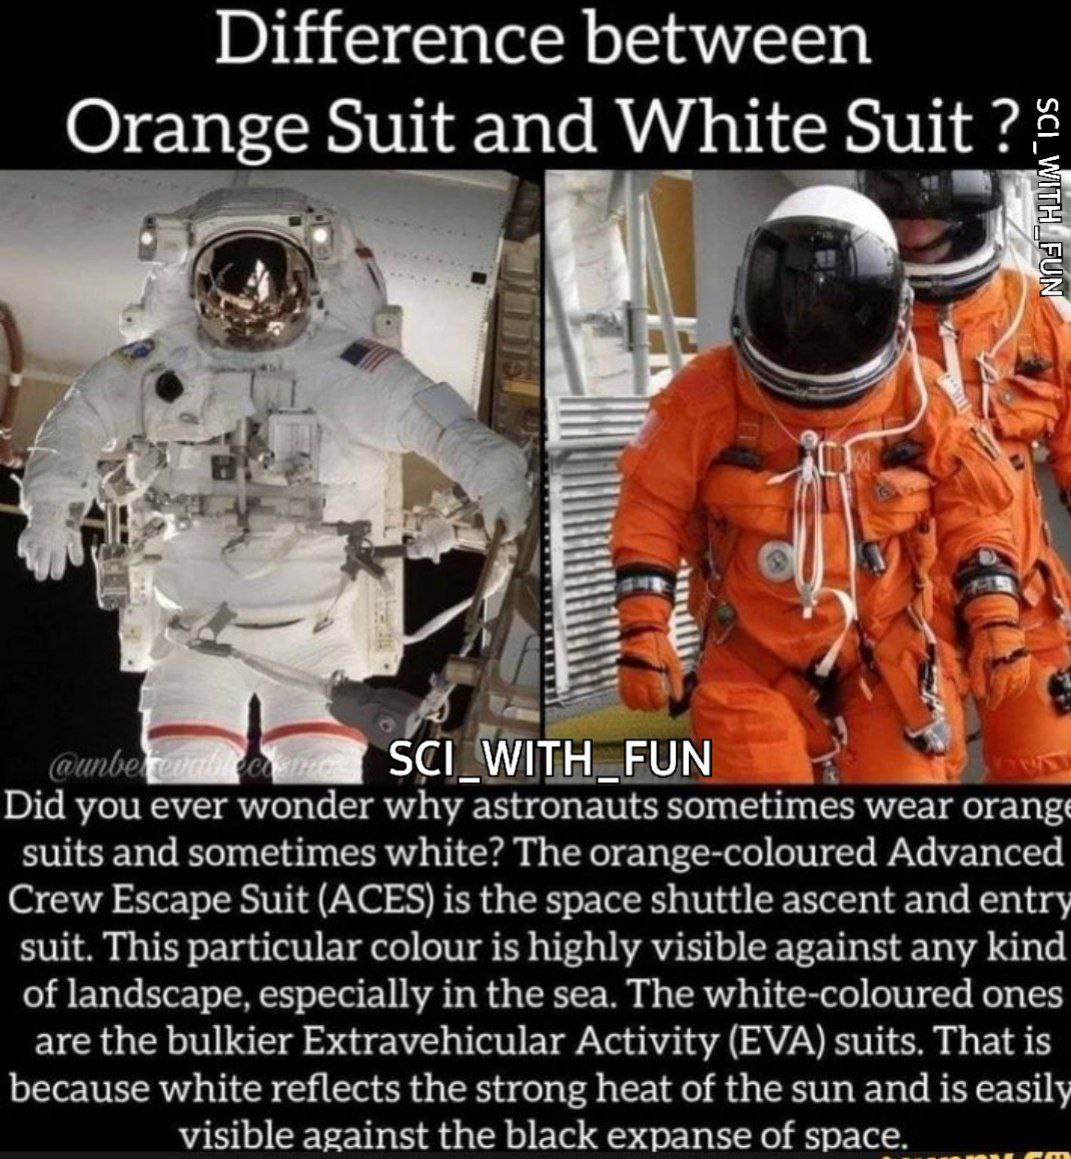 Difference between
Orange Suit and White Suit ?
SCI_WITH_FUN
SCI_WITH_FUN
Did you ever wonder why astronauts sometimes wear orange
suits and sometimes white? The orange-coloured Advanced
Crew Escape Suit (ACES) is the space shuttle ascent and entry
suit. This particular colour is highly visible against any kind
of landscape, especially in the sea. The white-coloured ones
are the bulkier Extravehicular Activity (EVA) suits. That is
because white reflects the strong heat of the sun and is easily
visible against the black expanse of space.